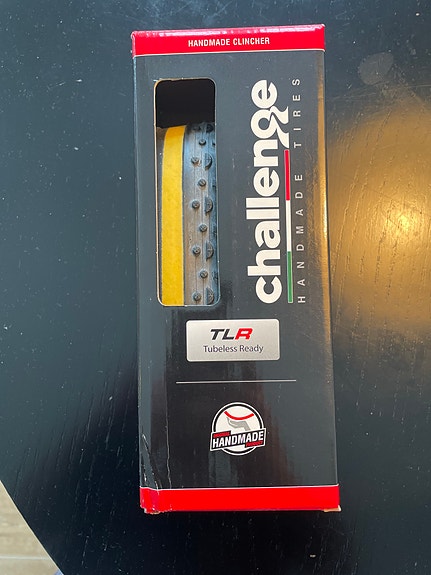 HANDMADE CLINCHER
challenge
HANDMADE TIRES
TLR
Tubeless Ready
HANDMADE